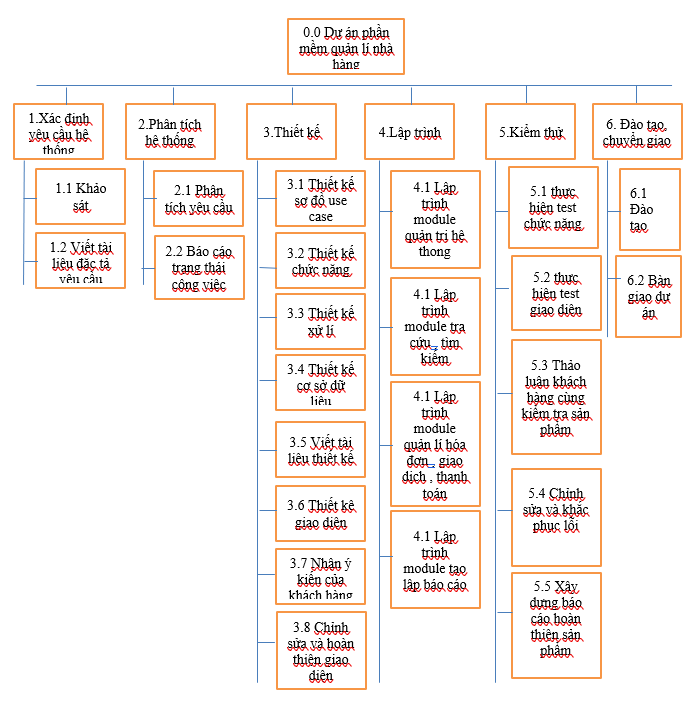 0.0 Dự án phần
mềm quản lí nhà
hàng
1.Xác định
yêu cầu hệ
thống
2.Phân tích
hệ thống
3.Thiết kế
4.Lập trình
5.Kiểm thử
6. Đào tạo,
chuyển giao
1.1 Khảo
sát
1.2 Viết tài
liệu đặc tả
yêu cầu
2.1 Phân
tích yêu cầu
2.2 Báo cáo
trạng thái
công việc
3.1 Thiết kế
sơ đồ use
case
3.2 Thiết kế
chức năng
3.3 Thiết kế
xử lí
3.4 Thiết kế
cơ sở dữ
liệu
3.5 Viết tài
liệu thiết kế
3.6 Thiết kế
giao diện
3.7 Nhận ý
kiến của
khách hàng
3.8 Chỉnh
sửa và hoàn
thiện giao
diện
4.1 Lập
trình
module
quản trị hệ
thong
4.1 Lập
trình
module tra
cứu , tìm
kiếm
4.1 Lập
trình
module
quản lí hóa
đơn , giao
dịch , thanh
toán
4.1 Lập
trình
module tạo
lập báo cáo
5.1 thực
hiện test
chức năng
5.2 thực
hiện test
giao diện
5.3 Thảo
luận khách
hàng cùng
kiểm tra sản
phẩm
5.4 Chỉnh
sửa và khắc
phục lỗi
5.5 Xây
dựng báo
cáo hoàn
thiện sản
phẩm
6.1
Đào
tạo
6.2 Bàn
giao dự
án